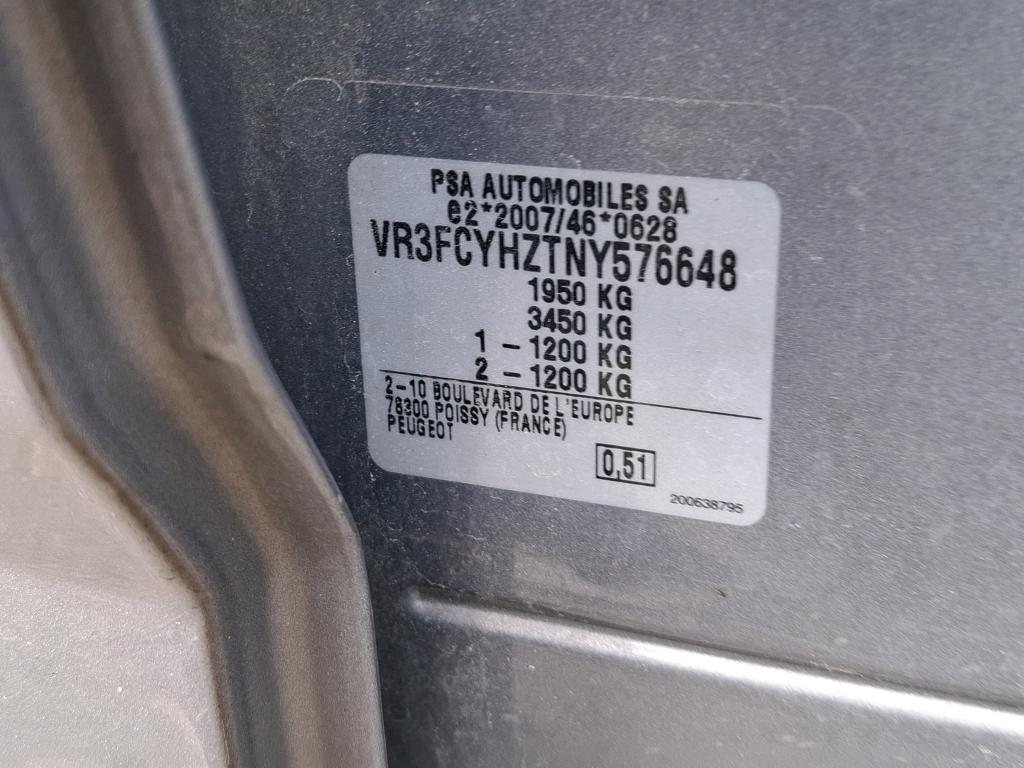 PSA AUTOMOBILES SA
e2*2007/46*0628
VR3FCYHZTNY576648
1950 KG
3450 KG
1 - 1200 KG
2 - 1200 KG
2-10 BOULEVARD DE L'EUROPE
78300 POISSY (FRANCE)
PEUGEOT
0,51
200638795